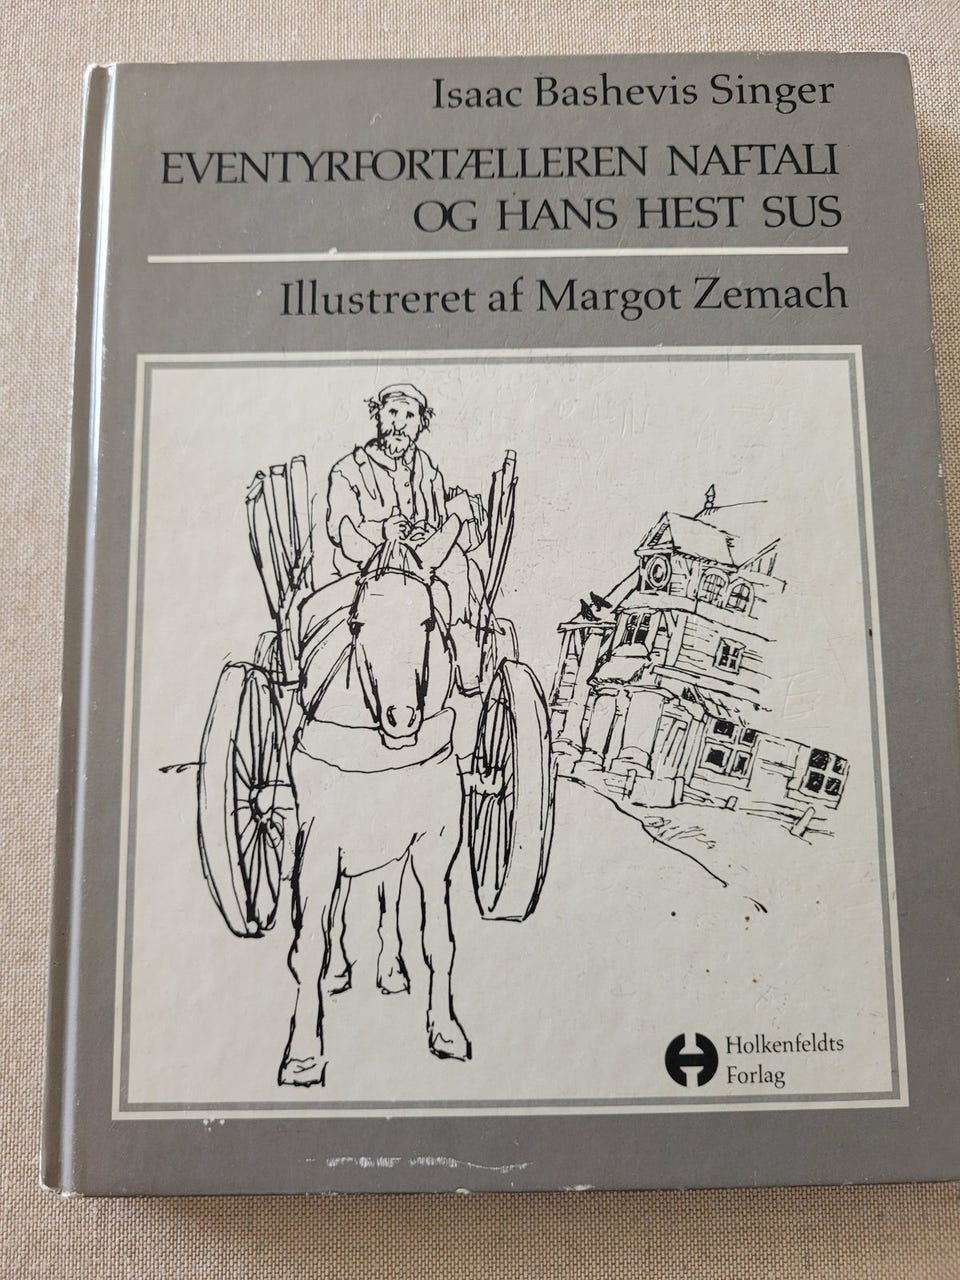 Isaac Bashevis Singer
EVENTYRFORTÆLLEREN NAFTALI
OG HANS HEST SUS
Illustreret af Margot Zemach
Holkenfeldts
Forlag